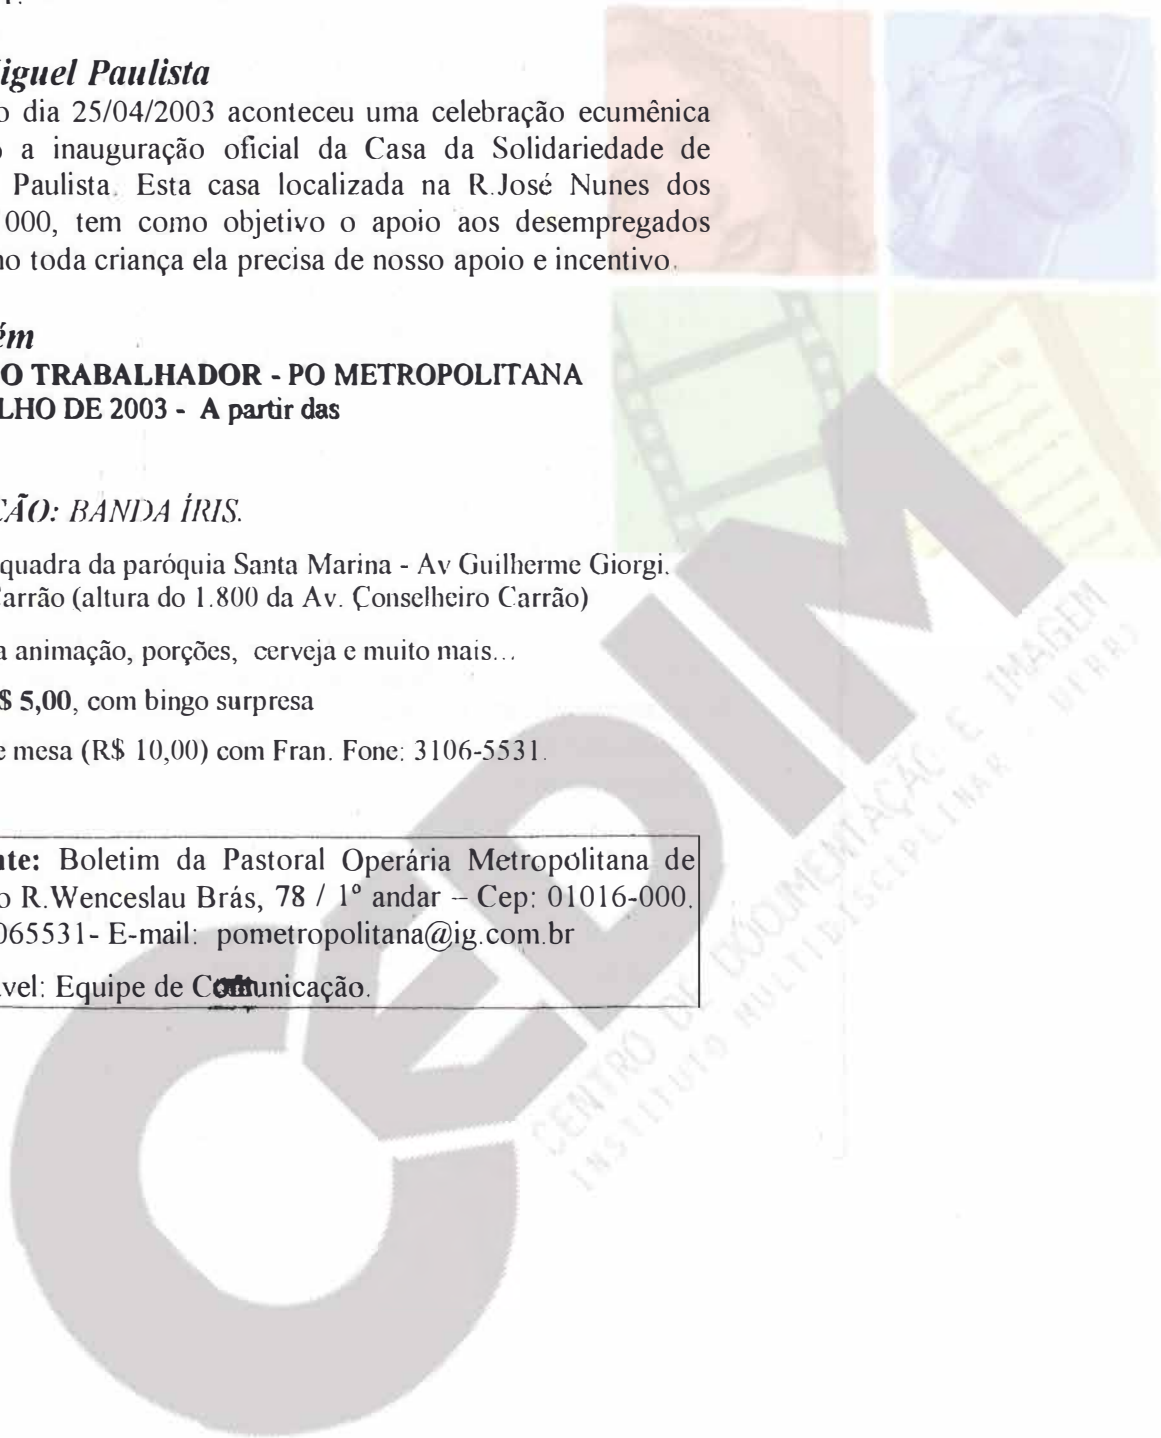 iguel Paulista
o dia 25/04/2003 aconteceu uma celebração ecumênica
o a inauguração oficial da Casa da Solidariedade de
Paulista. Esta casa localizada na R.José Nunes dos
000, tem como objetivo o apoio aos desempregados
no toda criança ela precisa de nosso apoio e incentivo.
ém
O TRABALHADOR - PO METROPOLITANA
LHO DE 2003 - A partir das
ÇÃO: BANDA ÍRIS.
quadra da paróquia Santa Marina - Av Guilherme Giorgi.
Carrão (altura do 1.800 da Av. Conselheiro Carrão)
a animação, porções, cerveja e muito mais...
$ 5,00, com bingo surpresa
e mesa (R$ 10,00) com Fran. Fone: 3106-5531.
nte: Boletim da Pastoral Operária Metropolitana de
o R.Wenceslau Brás, 78 / 1º andar – Cep: 01016-000.
065531- E-mail: pometropolitana@ig.com.br
vel: Equipe de Comunicação.
CEDIM
CENTRO DE DOCUMENTAÇÃO E IMAGEM
INSTITUTO MULTIDISCIPLINAR - UFRRJ